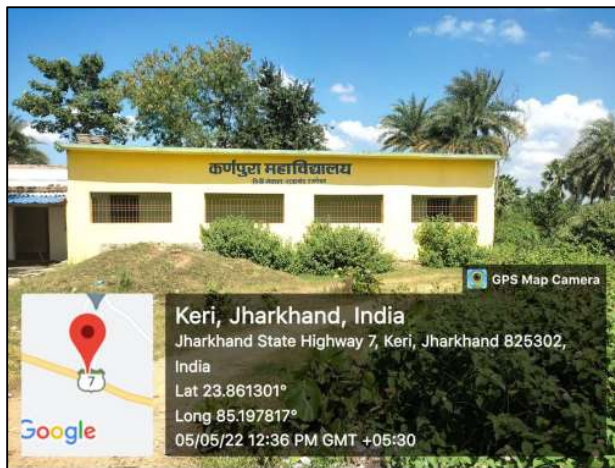 कर्णपुरा महाविद्यालय
GPS Map Camera
Keri, Jharkhand, India
Jharkhand State Highway 7, Keri, Jharkhand 825302,
India
Lat 23.861301°
Long 85.197817°
05/05/22 12:36 PM GMT +05:30
7
Google